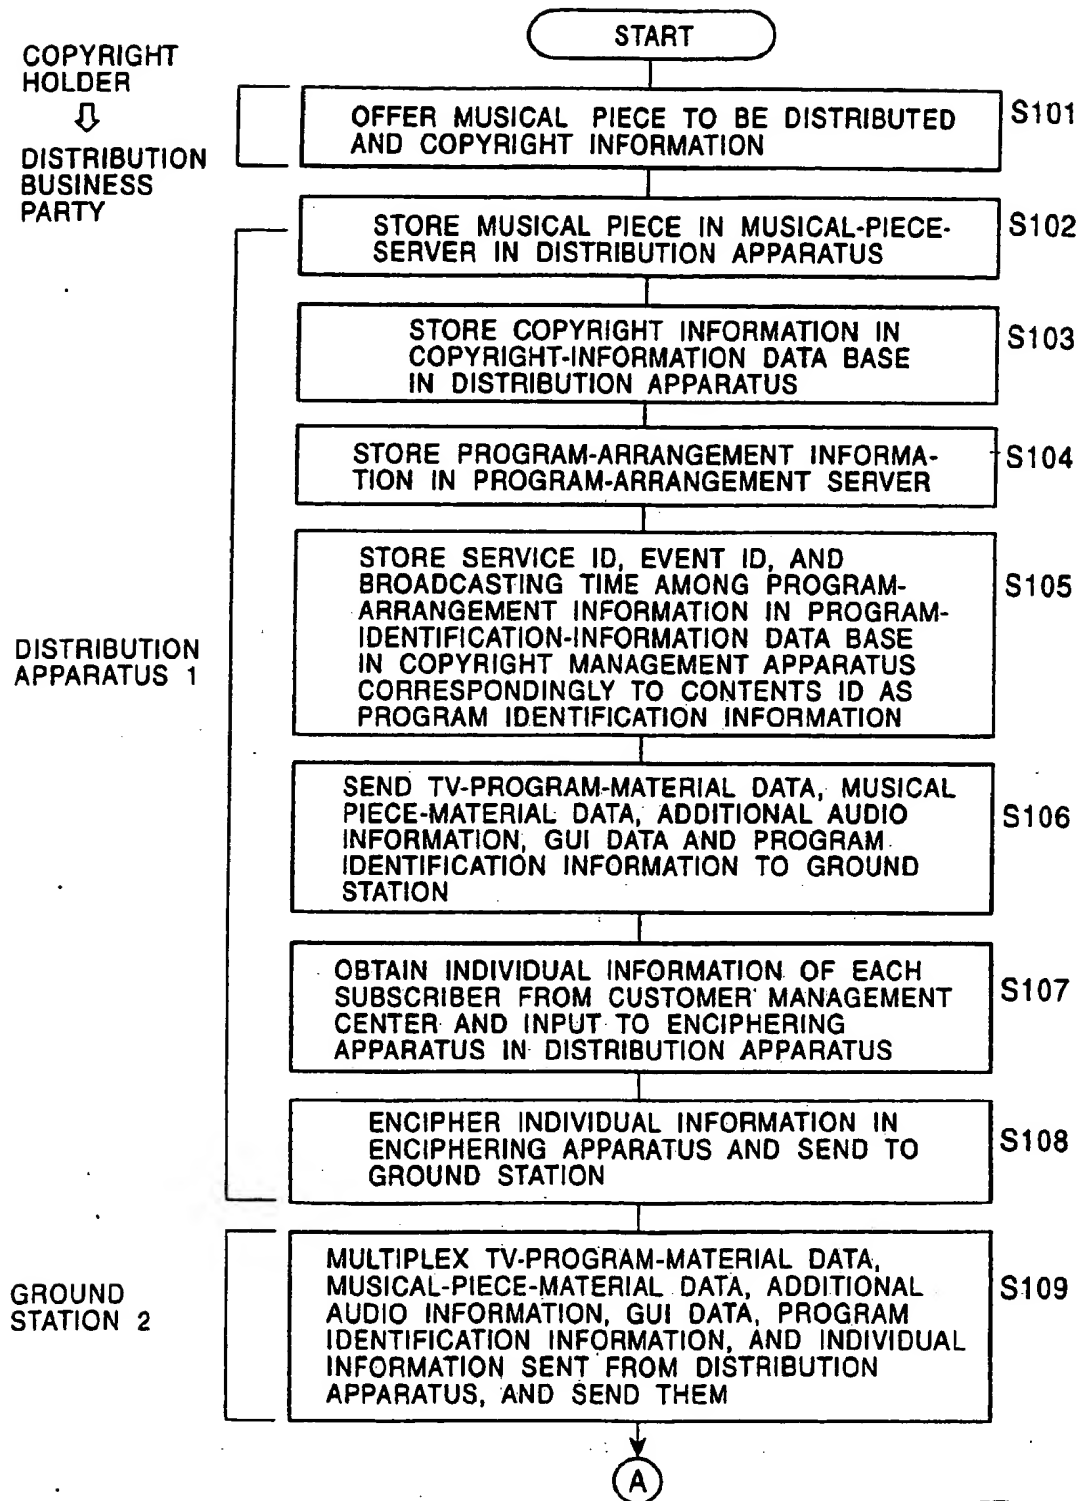 START
COPYRIGHT
HOLDER
DISTRIBUTION
BUSINESS
PARTY
OFFER MUSICAL PIECE TO BE DISTRIBUTED
AND COPYRIGHT INFORMATION
S101
STORE MUSICAL PIECE IN MUSICAL-PIECE-
SERVER IN DISTRIBUTION APPARATUS
S102
STORE COPYRIGHT INFORMATION IN
COPYRIGHT-INFORMATION DATA BASE
IN DISTRIBUTION APPARATUS
S103
STORE PROGRAM-ARRANGEMENT INFORMA-
TION IN PROGRAM-ARRANGEMENT SERVER
S104
DISTRIBUTION
APPARATUS 1
STORE SERVICE ID, EVENT ID, AND
BROADCASTING TIME AMONG PROGRAM-
ARRANGEMENT INFORMATION IN PROGRAM-
IDENTIFICATION-INFORMATION DATA BASE
IN COPYRIGHT MANAGEMENT APPARATUS
CORRESPONDINGLY TO CONTENTS ID AS
PROGRAM IDENTIFICATION INFORMATION
S105
SEND TV-PROGRAM-MATERIAL DATA, MUSICAL
PIECE-MATERIAL DATA, ADDITIONAL AUDIO
INFORMATION, GUI DATA AND PROGRAM
IDENTIFICATION INFORMATION TO GROUND
STATION
S106
OBTAIN INDIVIDUAL INFORMATION OF EACH
SUBSCRIBER FROM CUSTOMER MANAGEMENT
CENTER AND INPUT TO ENCIPHERING
APPARATUS IN DISTRIBUTION APPARATUS
S107
ENCIPHER INDIVIDUAL INFORMATION IN
ENCIPHERING APPARATUS AND SEND TO
GROUND STATION
S108
GROUND
STATION 2
MULTIPLEX TV-PROGRAM-MATERIAL DATA,
MUSICAL-PIECE-MATERIAL DATA, ADDITIONAL
AUDIO INFORMATION, GUI DATA, PROGRAM
IDENTIFICATION INFORMATION, AND INDIVIDUAL
INFORMATION SENT FROM DISTRIBUTION
APPARATUS, AND SEND THEM
S109
A